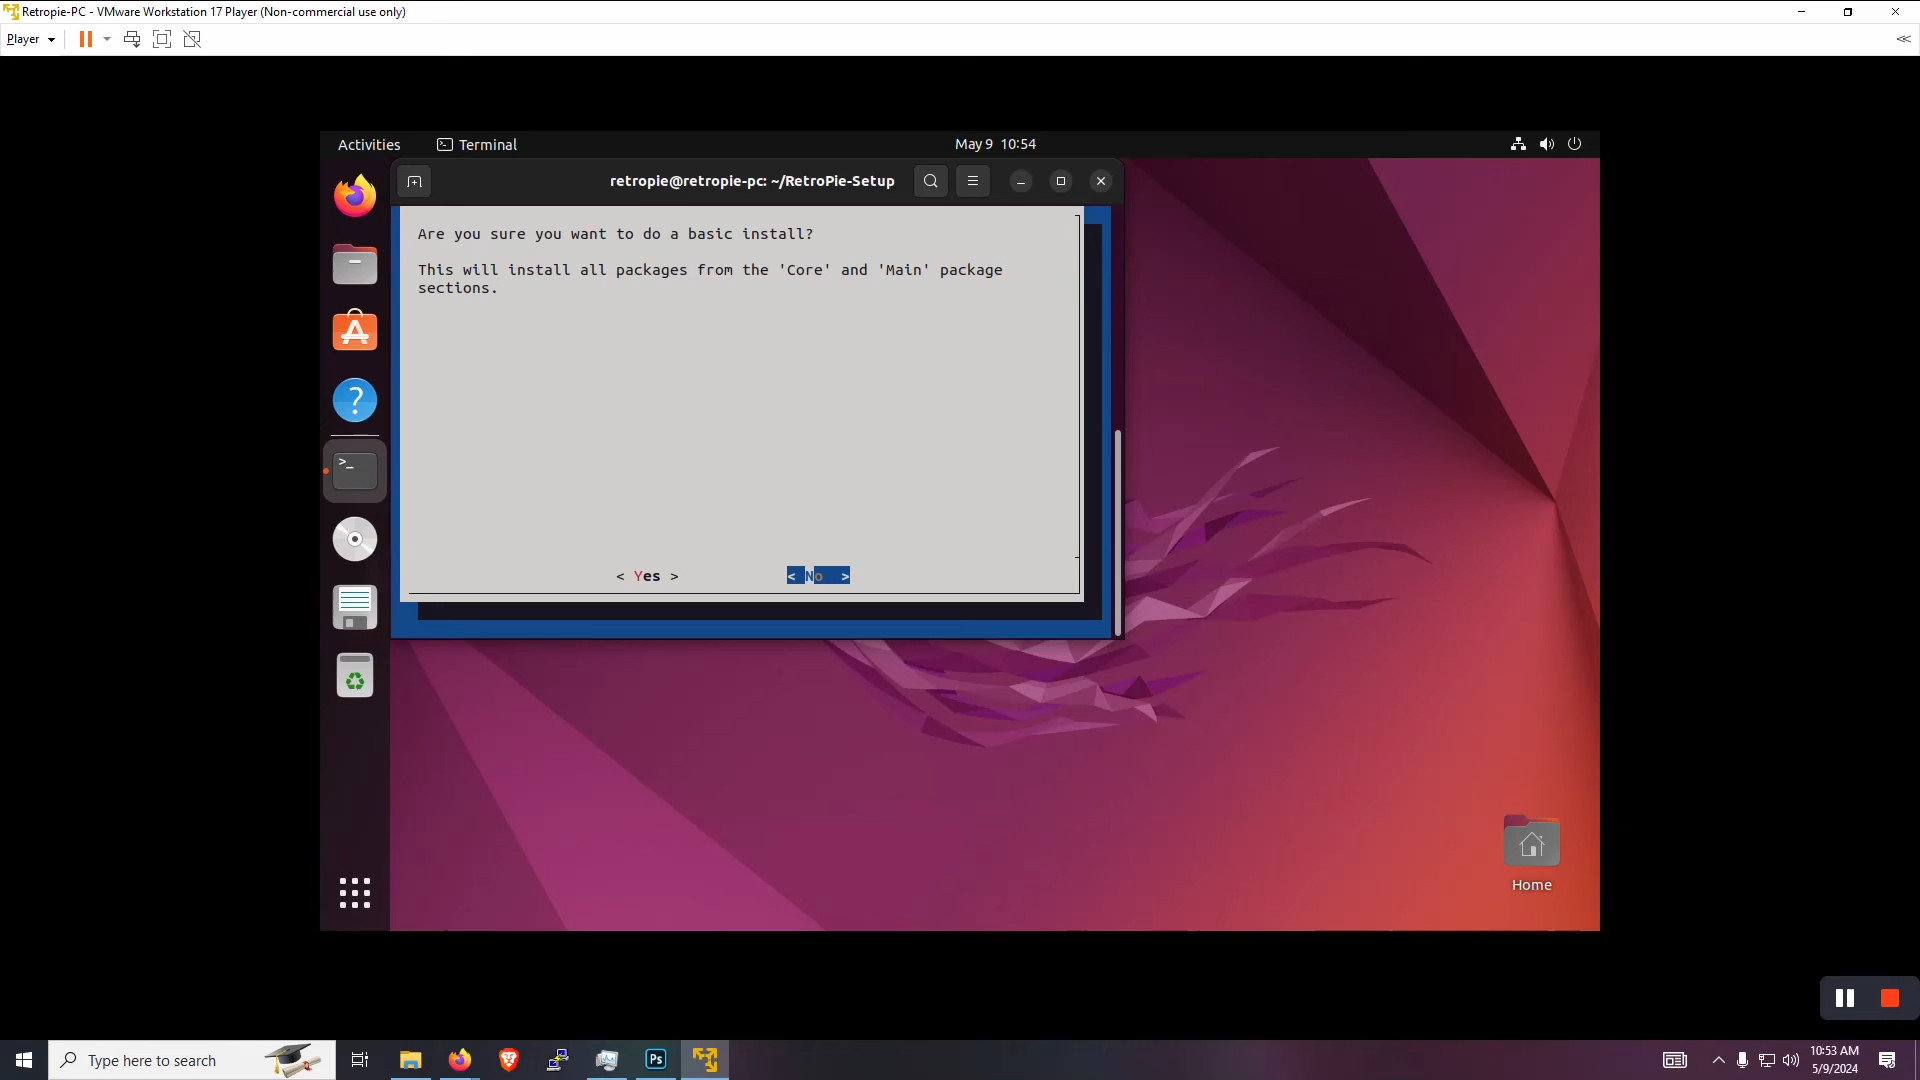 Retropie-PC - VMware Workstation 17 Player (Non-commercial use only)
Player
Activities
Terminal
May 9 10:54
retropie@retropie-pc: ~/RetroPie-Setup
Are you sure you want to do a basic install?
This will install all packages from the 'Core' and 'Main' package
sections.
< Yes >
< No >
Home
Type here to search
Ps
10:53 AM
5/9/2024